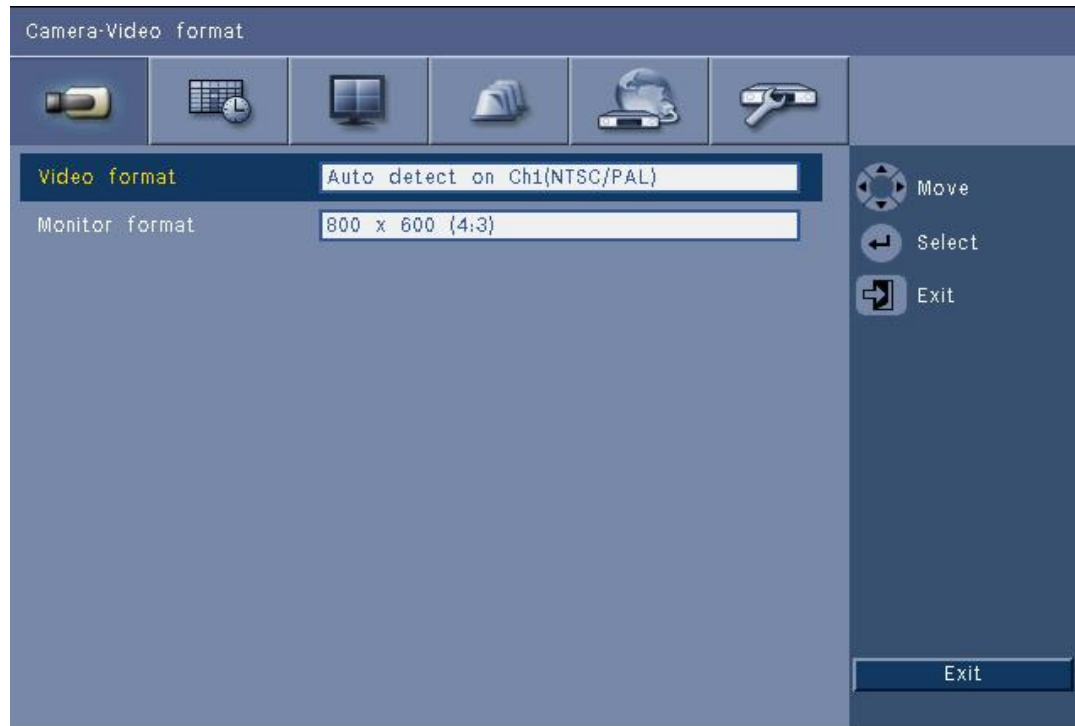 Camera-Video format
Video format
Auto detect on Ch1(NTSC/PAL)
Monitor format
800 x 600 (4:3)
Move
Select
Exit
Exit